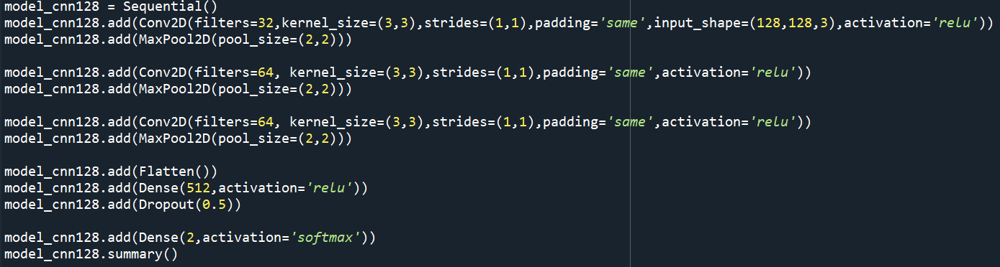 model_cnn128 = Sequential()
model_cnn128.add(Conv2D(filters=32,kernel_size=(3,3),strides=(1,1),padding='same',input_shape=(128,128,3),activation='relu'))
model_cnn128.add(MaxPool2D(pool_size=(2,2)))
model_cnn128.add(Conv2D(filters=64, kernel_size=(3,3),strides=(1,1),padding='same',activation='relu'))
model_cnn128.add(MaxPool2D(pool_size=(2,2)))
model_cnn128.add(Conv2D(filters=64, kernel_size=(3,3),strides=(1,1),padding='same',activation='relu'))
model_cnn128.add(MaxPool2D(pool_size=(2,2)))
model_cnn128.add(Flatten())
model_cnn128.add(Dense(512,activation='relu'))
model_cnn128.add(Dropout(0.5))
model_cnn128.add(Dense(2,activation='softmax'))
model_cnn128.summary()